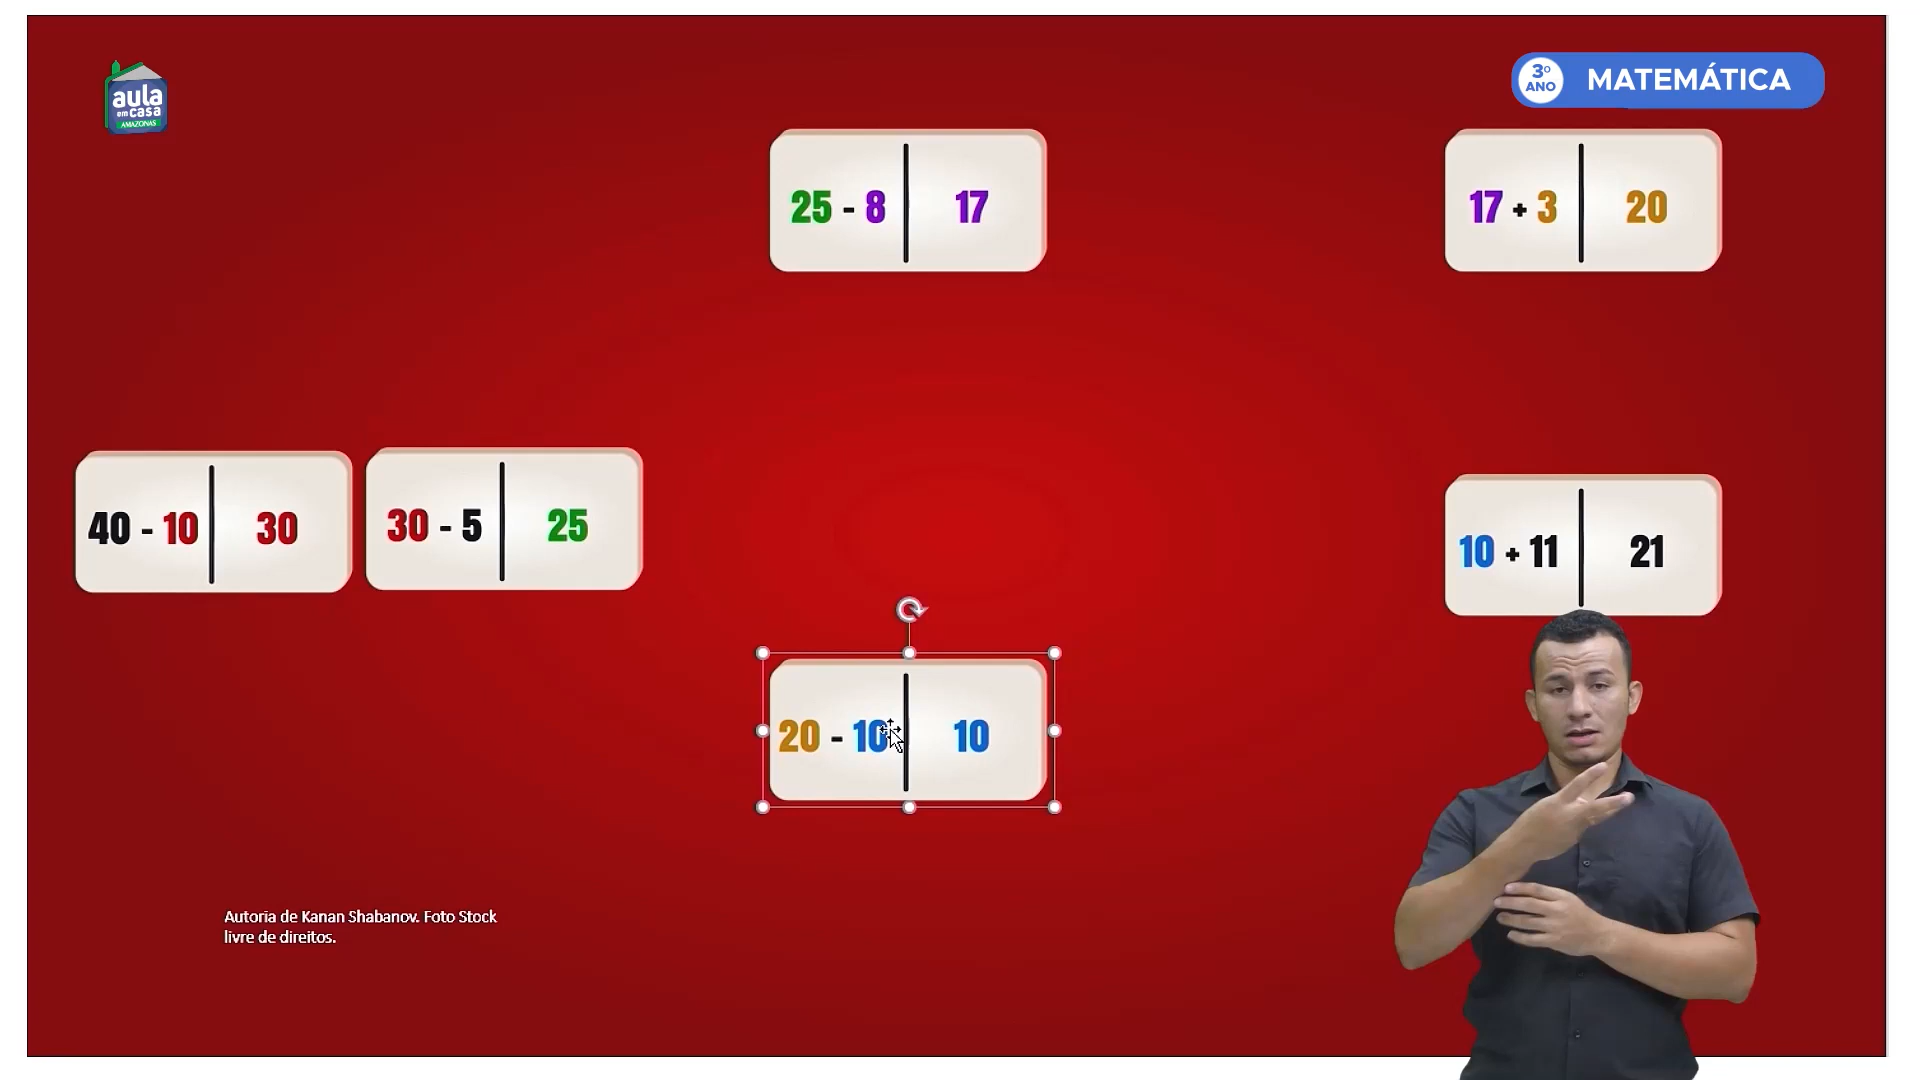 aula
em casa
AMAZONAS
3º
ANO
MATEMÁTICA
25 - 8 17
17 + 3 20
40 - 10 30
30 - 5 25
10 + 11 21
20 - 10 10
Autoria de Kanan Shabanov. Foto Stock
livre de direitos.